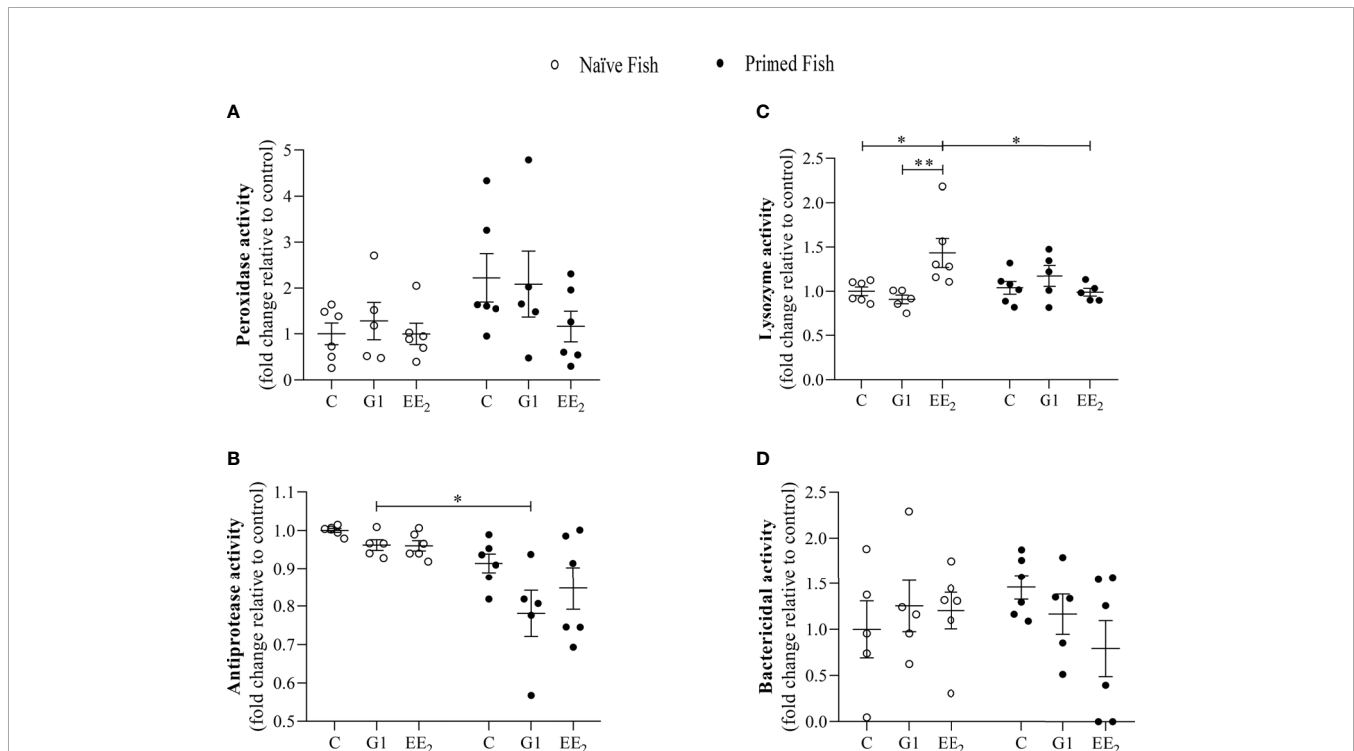 Naïve Fish Primed Fish
A
Peroxidase activity
(fold change relative to control)
5
4
3
2
1
0
C G1 EE₂ C G1 EE₂
C
Lysozyme activity
(fold change relative to control)
2.5
2.0
1.5
1.0
0.5
0.0
* *
**
C G1 EE₂ C G1 EE₂
B
Antiprotease activity
(fold change relative to control)
1.1
1.0
0.9
0.8
0.7
0.6
0.5
*
C G1 EE₂ C G1 EE₂
D
Bactericidal activity
(fold change relative to control)
2.5
2.0
1.5
1.0
0.5
0.0
C G1 EE₂ C G1 EE₂